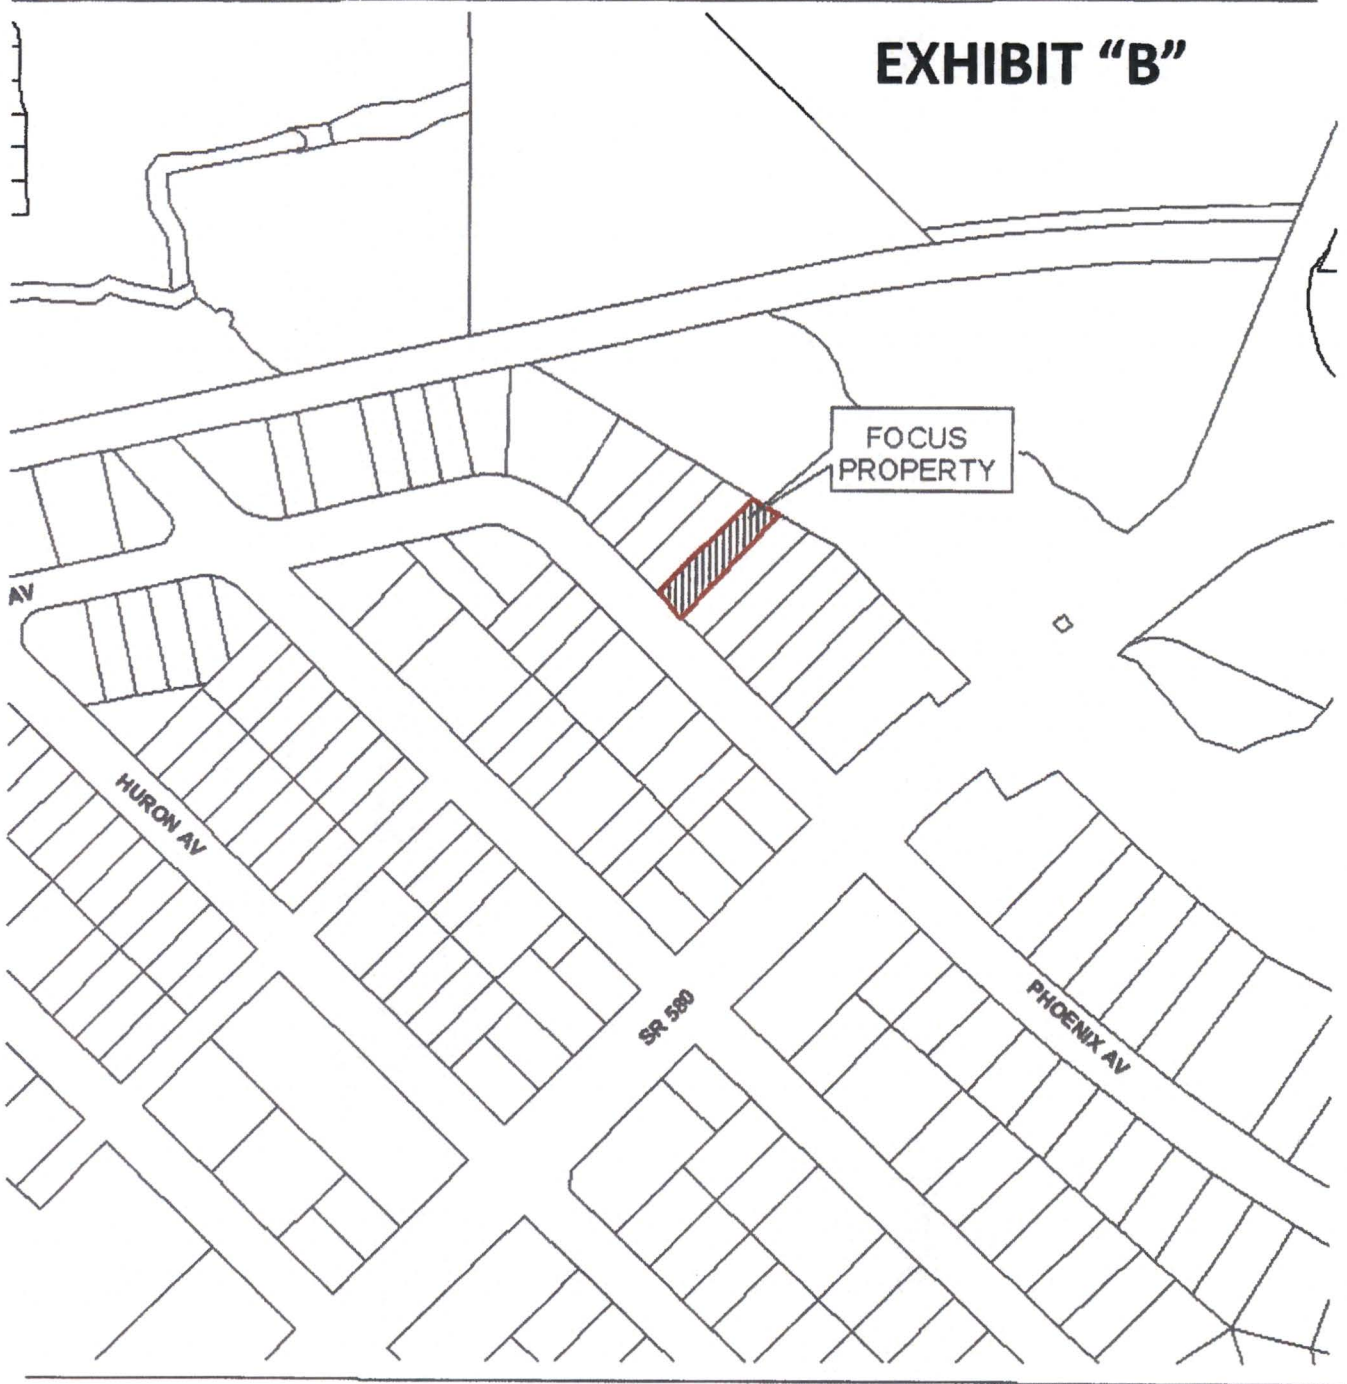 EXHIBIT “B”
FOCUS
PROPERTY
AV
HURON AV
SR 580
PHOENIX AV